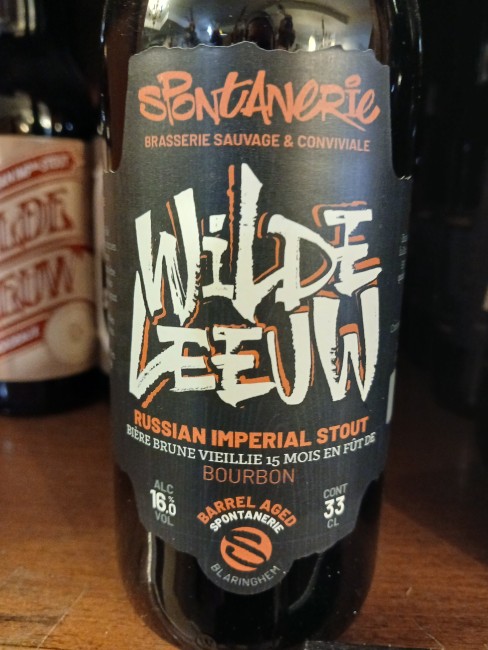 SPONTANERIE
BRASSERIE SAUVAGE & CONVIVIALE
WILDE
LEEUW
RUSSIAN IMPERIAL STOUT
BIÈRE BRUNE VIEILLIE 15 MOIS EN FÛT DE
BOURBON
ALC
16,0 %
VOL
CONT
33
CL
BARREL AGED
SPONTANERIE
BLARINGHEM